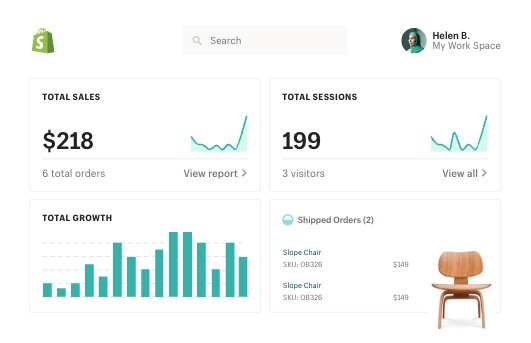 S
Search
Helen B.
My Work Space
TOTAL SALES
$218
6 total orders
View report
TOTAL SESSIONS
199
3 visitors
View all
TOTAL GROWTH
Shipped Orders (2)
Slope Chair
SKU: OB326 $149
Slope Chair
SKU: OB326 $149